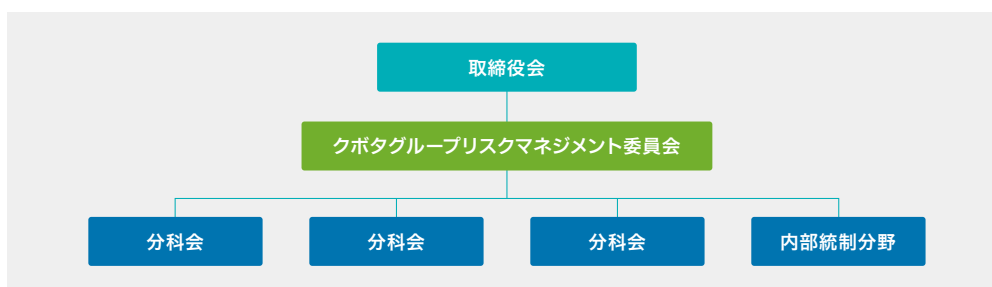 取締役会
クボタグループリスクマネジメント委員会
分科会
分科会
分科会
内部統制分野